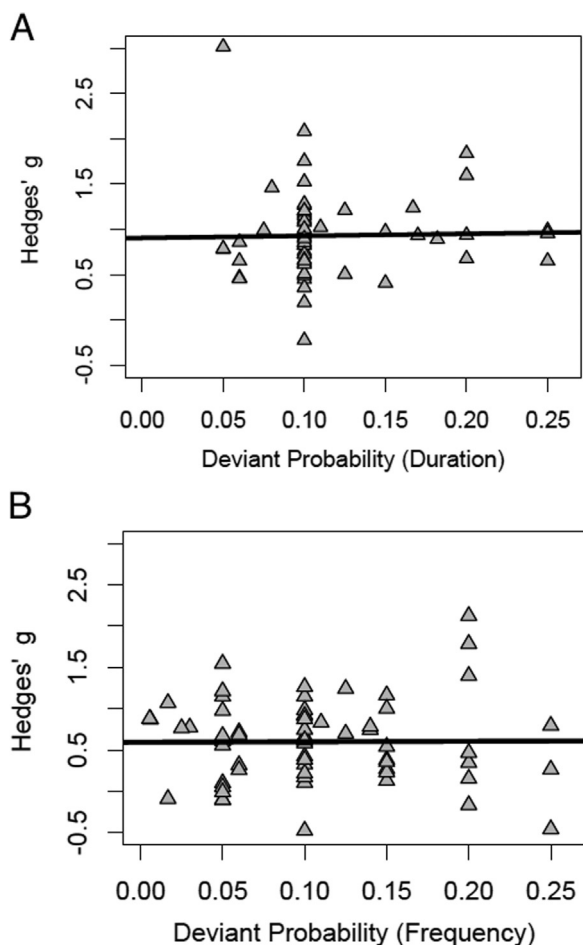 A
2.5
1.5
0.5
-0.5
Hedges' g
0.00 0.05 0.10 0.15 0.20 0.25
Deviant Probability (Duration)
B
2.5
1.5
0.5
-0.5
Hedges' g
0.00 0.05 0.10 0.15 0.20 0.25
Deviant Probability (Frequency)